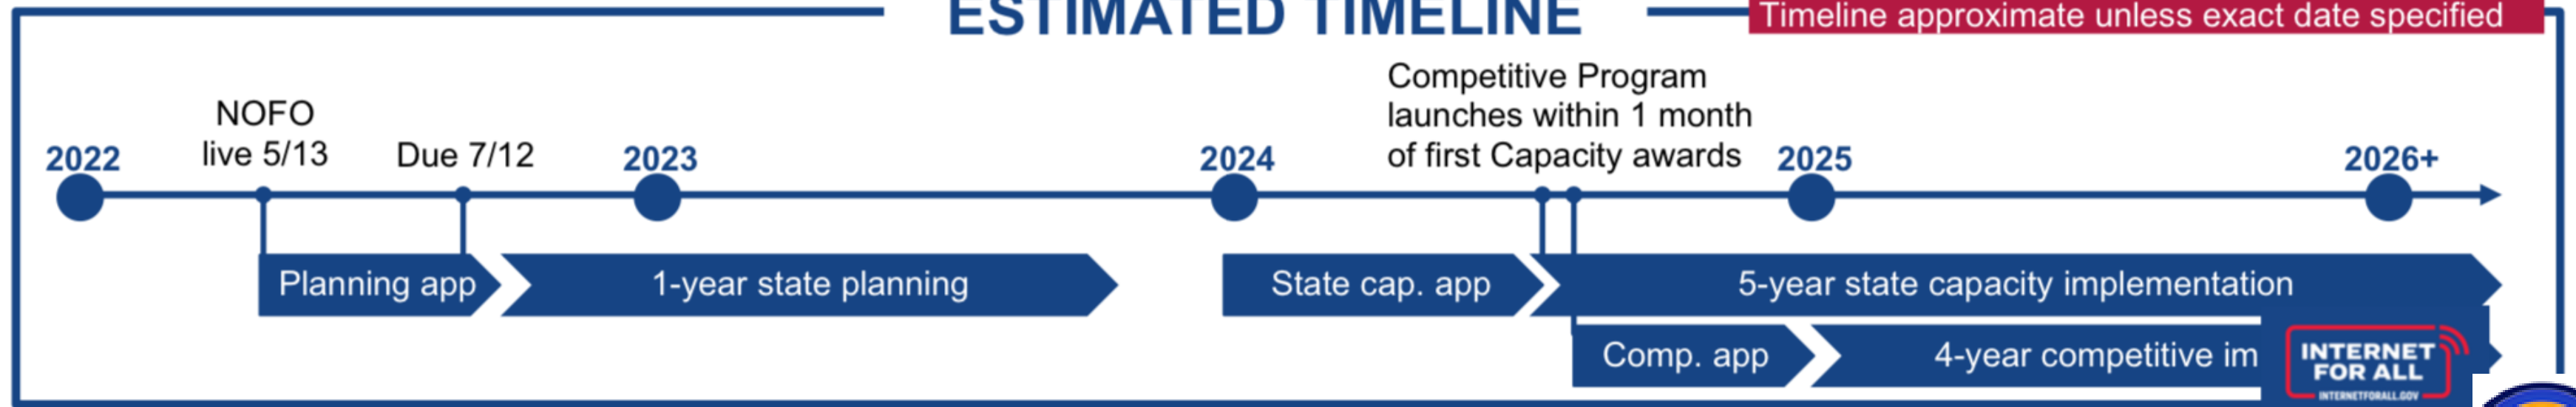 ESTIMATED TIMELINE
Timeline approximate unless exact date specified
Competitive Program
launches within 1 month
of first Capacity awards
NOFO
live 5/13
Due 7/12
2022
2023
2024
2025
2026+
Planning app
1-year state planning
State cap. app
5-year state capacity implementation
Comp. app
4-year competitive im
INTERNET
FOR ALL
INTERNETFORALL.GOV